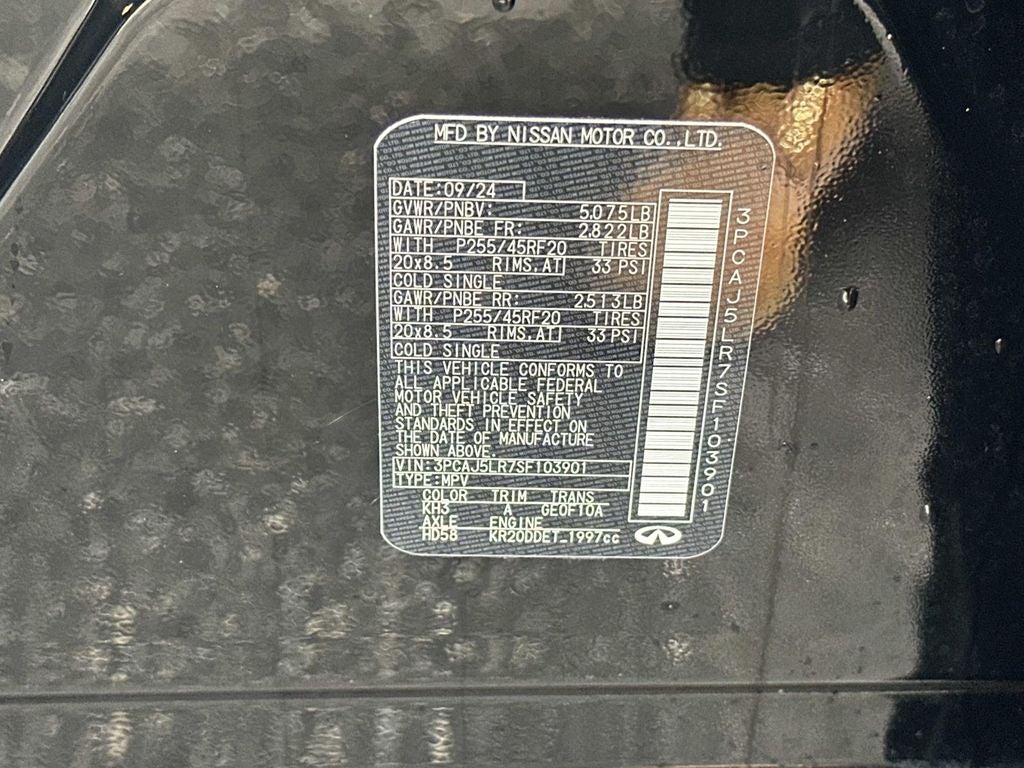 MFD BY NISSAN MOTOR CO.,LTD.
DATE:09/24
GVWR/PNBV: 5,075LB
GAWR/PNBE FR: 2,822LB
WITH P255/45RF20 TIRES
20x8.5 RIMS,AT 33 PSI
COLD SINGLE
GAWR/PNBE RR: 2,513LB
WITH P255/45RF20 TIRES
20x8.5 RIMS,AT 33 PSI
COLD SINGLE
THIS VEHICLE CONFORMS TO
ALL APPLICABLE FEDERAL
MOTOR VEHICLE SAFETY
AND THEFT PREVENTION
STANDARDS IN EFFECT ON
THE DATE OF MANUFACTURE
SHOWN ABOVE.
VIN:3PCAJ5LR7SF103901
TYPE:MPV
COLOR TRIM TRANS
KH3 A GE0F10A
AXLE ENGINE
HD58 KR20DDET_1997cc
3PCAJ5LR7SF103901